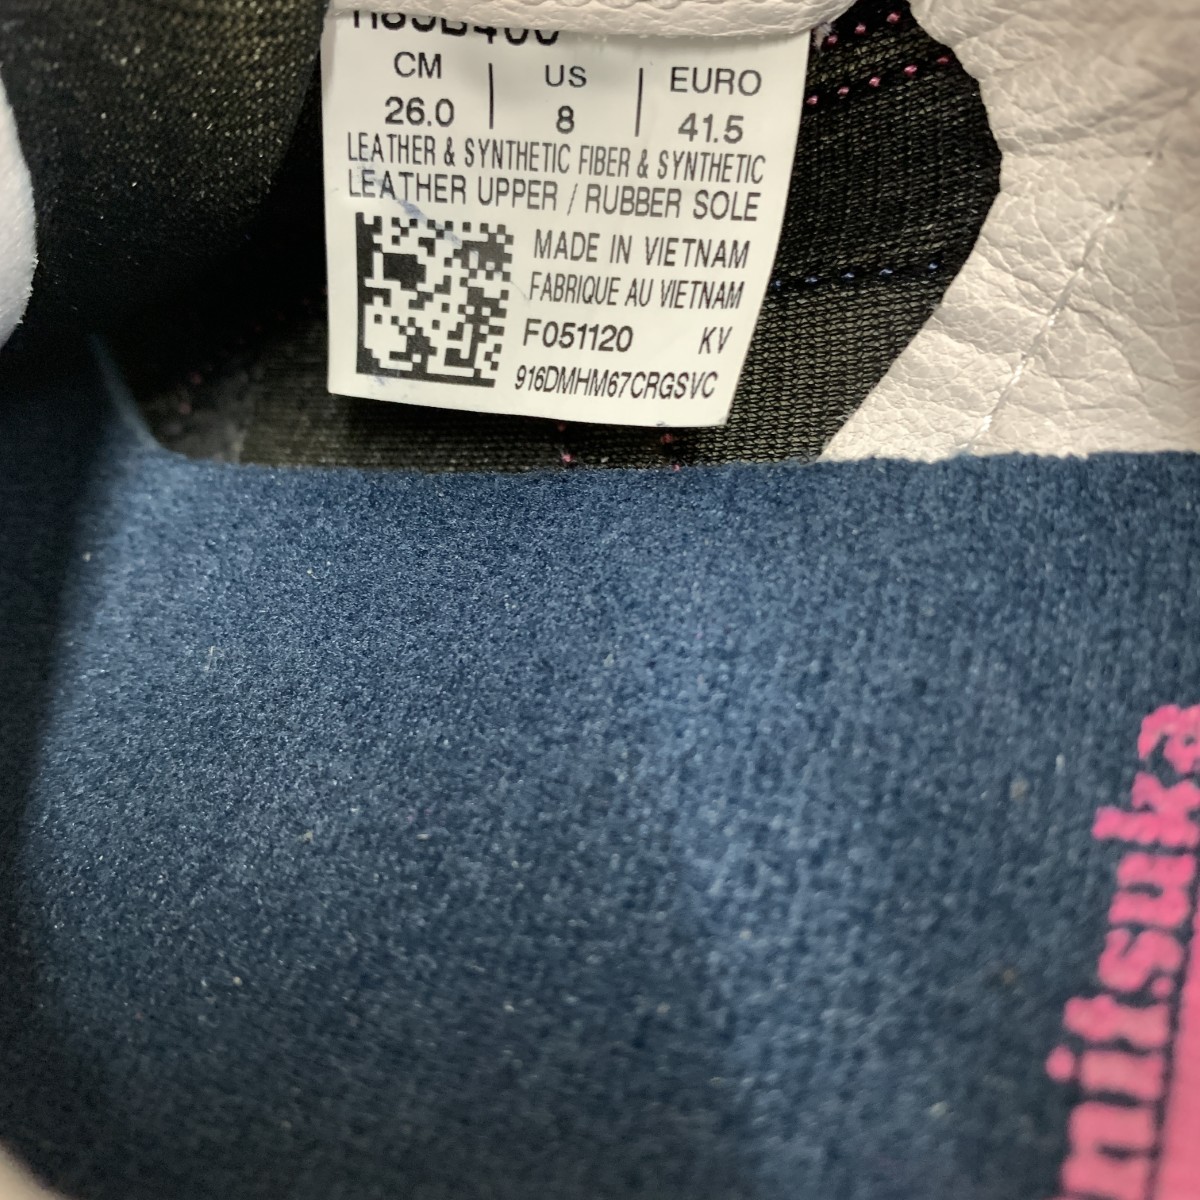 CM US EURO
26.0 8 41.5
LEATHER & SYNTHETIC FIBER & SYNTHETIC
LEATHER UPPER / RUBBER SOLE
MADE IN VIETNAM
FABRIQUE AU VIETNAM
F051120 KV
916DMHM67CRGSVC
nitsuka